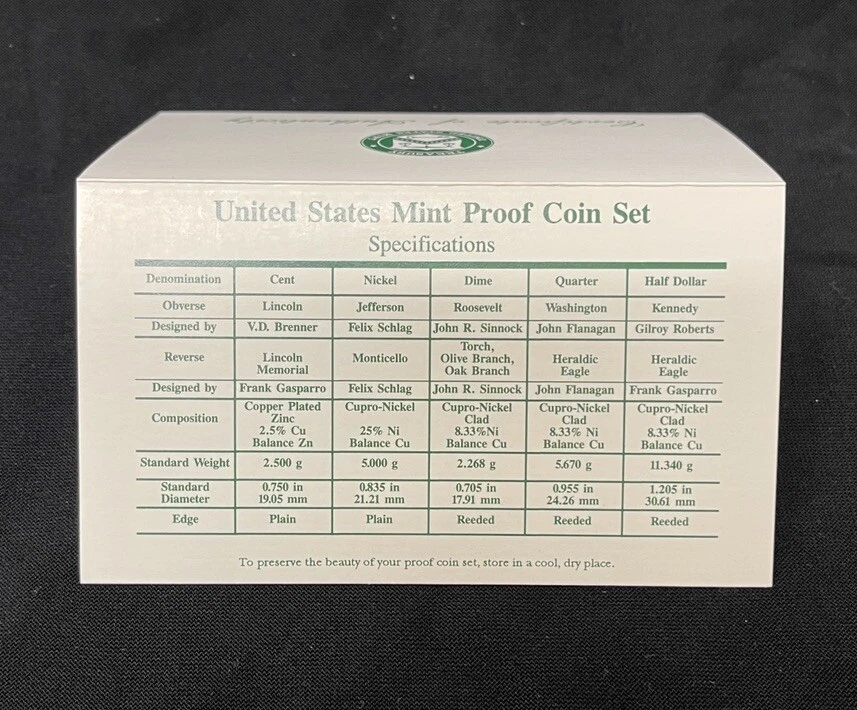 Certificate of Authenticity
TREASURY
United States Mint Proof Coin Set
Specifications
Denomination Cent Nickel Dime Quarter Half Dollar
Obverse Lincoln Jefferson Roosevelt Washington Kennedy
Designed by V.D. Brenner Felix Schlag John R. Sinnock John Flanagan Gilroy Roberts
Reverse Lincoln Memorial Monticello Torch, Olive Branch, Oak Branch Heraldic Eagle Heraldic Eagle
Designed by Frank Gasparro Felix Schlag John R. Sinnock John Flanagan Frank Gasparro
Composition Copper Plated Zinc 2.5% Cu Balance Zn Cupro-Nickel 25% Ni Balance Cu Cupro-Nickel Clad 8.33%Ni Balance Cu Cupro-Nickel Clad 8.33% Ni Balance Cu Cupro-Nickel Clad 8.33% Ni Balance Cu
Standard Weight 2.500 g 5.000 g 2.268 g 5.670 g 11.340 g
Standard Diameter 0.750 in 19.05 mm 0.835 in 21.21 mm 0.705 in 17.91 mm 0.955 in 24.26 mm 1.205 in 30.61 mm
Edge Plain Plain Reeded Reeded Reeded
To preserve the beauty of your proof coin set, store in a cool, dry place.